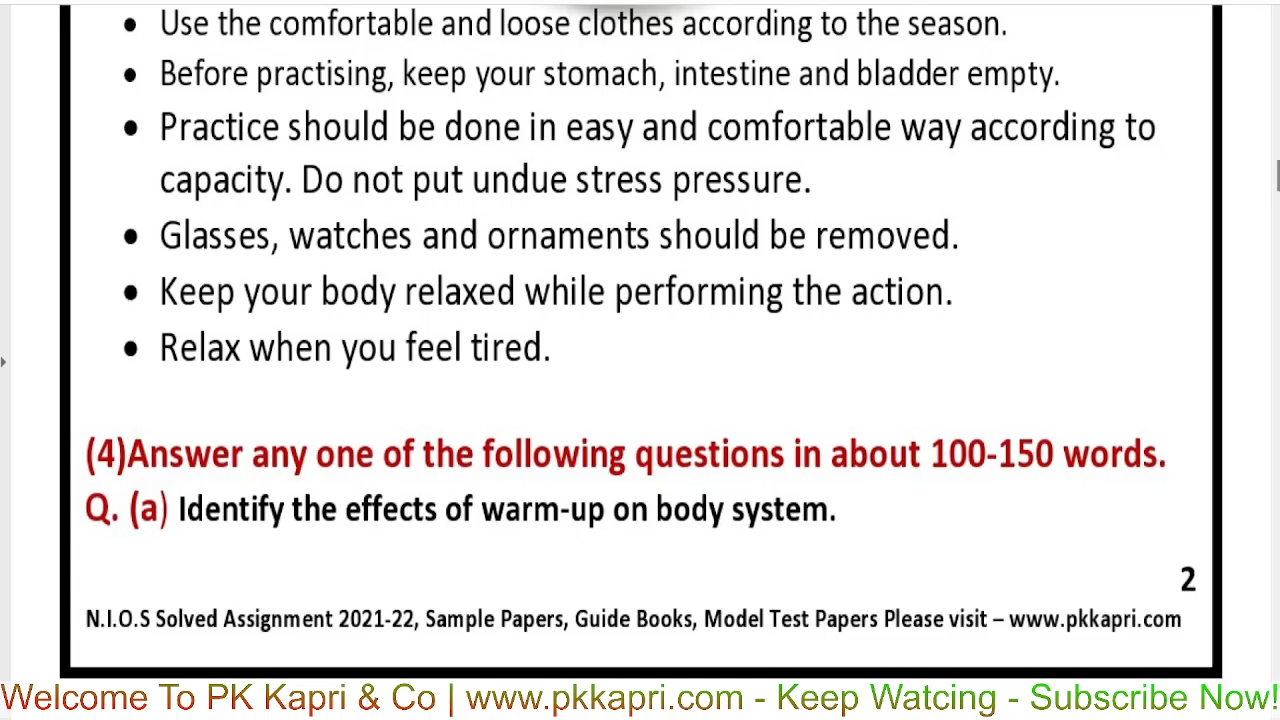 • Use the comfortable and loose clothes according to the season.
• Before practising, keep your stomach, intestine and bladder empty.
• Practice should be done in easy and comfortable way according to
capacity. Do not put undue stress pressure.
• Glasses, watches and ornaments should be removed.
• Keep your body relaxed while performing the action.
• Relax when you feel tired.
(4)Answer any one of the following questions in about 100-150 words.
Q. (a) Identify the effects of warm-up on body system.
2
N.I.O.S Solved Assignment 2021-22, Sample Papers, Guide Books, Model Test Papers Please visit – www.pkkapri.com
Welcome To PK Kapri & Co | www.pkkapri.com - Keep Watcing - Subscribe Now!